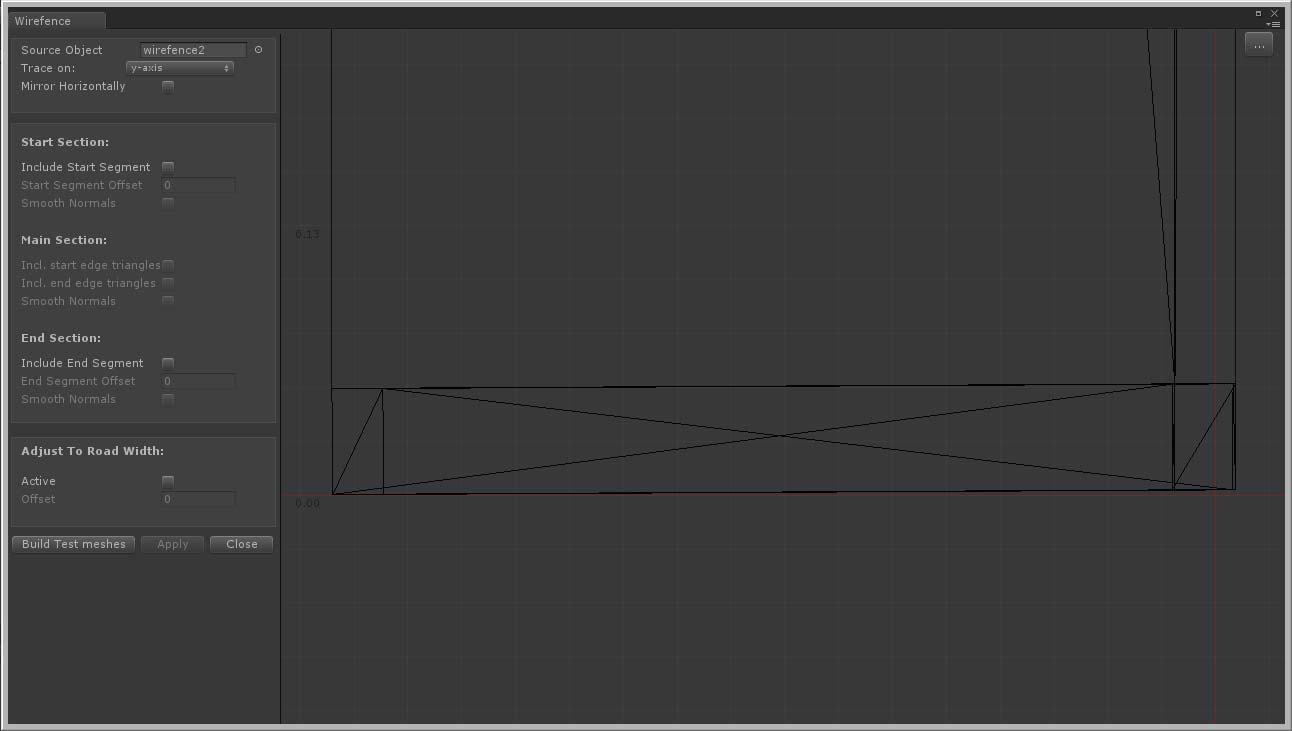 Wirefence
Source Object wirefence2
Trace on: y-axis
...
Mirror Horizontally
Start Section:
Include Start Segment
Start Segment Offset 0
Smooth Normals
Main Section:
0.13
Incl. start edge triangles
Incl. end edge triangles
Smooth Normals
End Section:
Include End Segment
End Segment Offset 0
Smooth Normals
Adjust To Road Width:
Active
Offset 0
0.00
Build Test meshes Apply Close